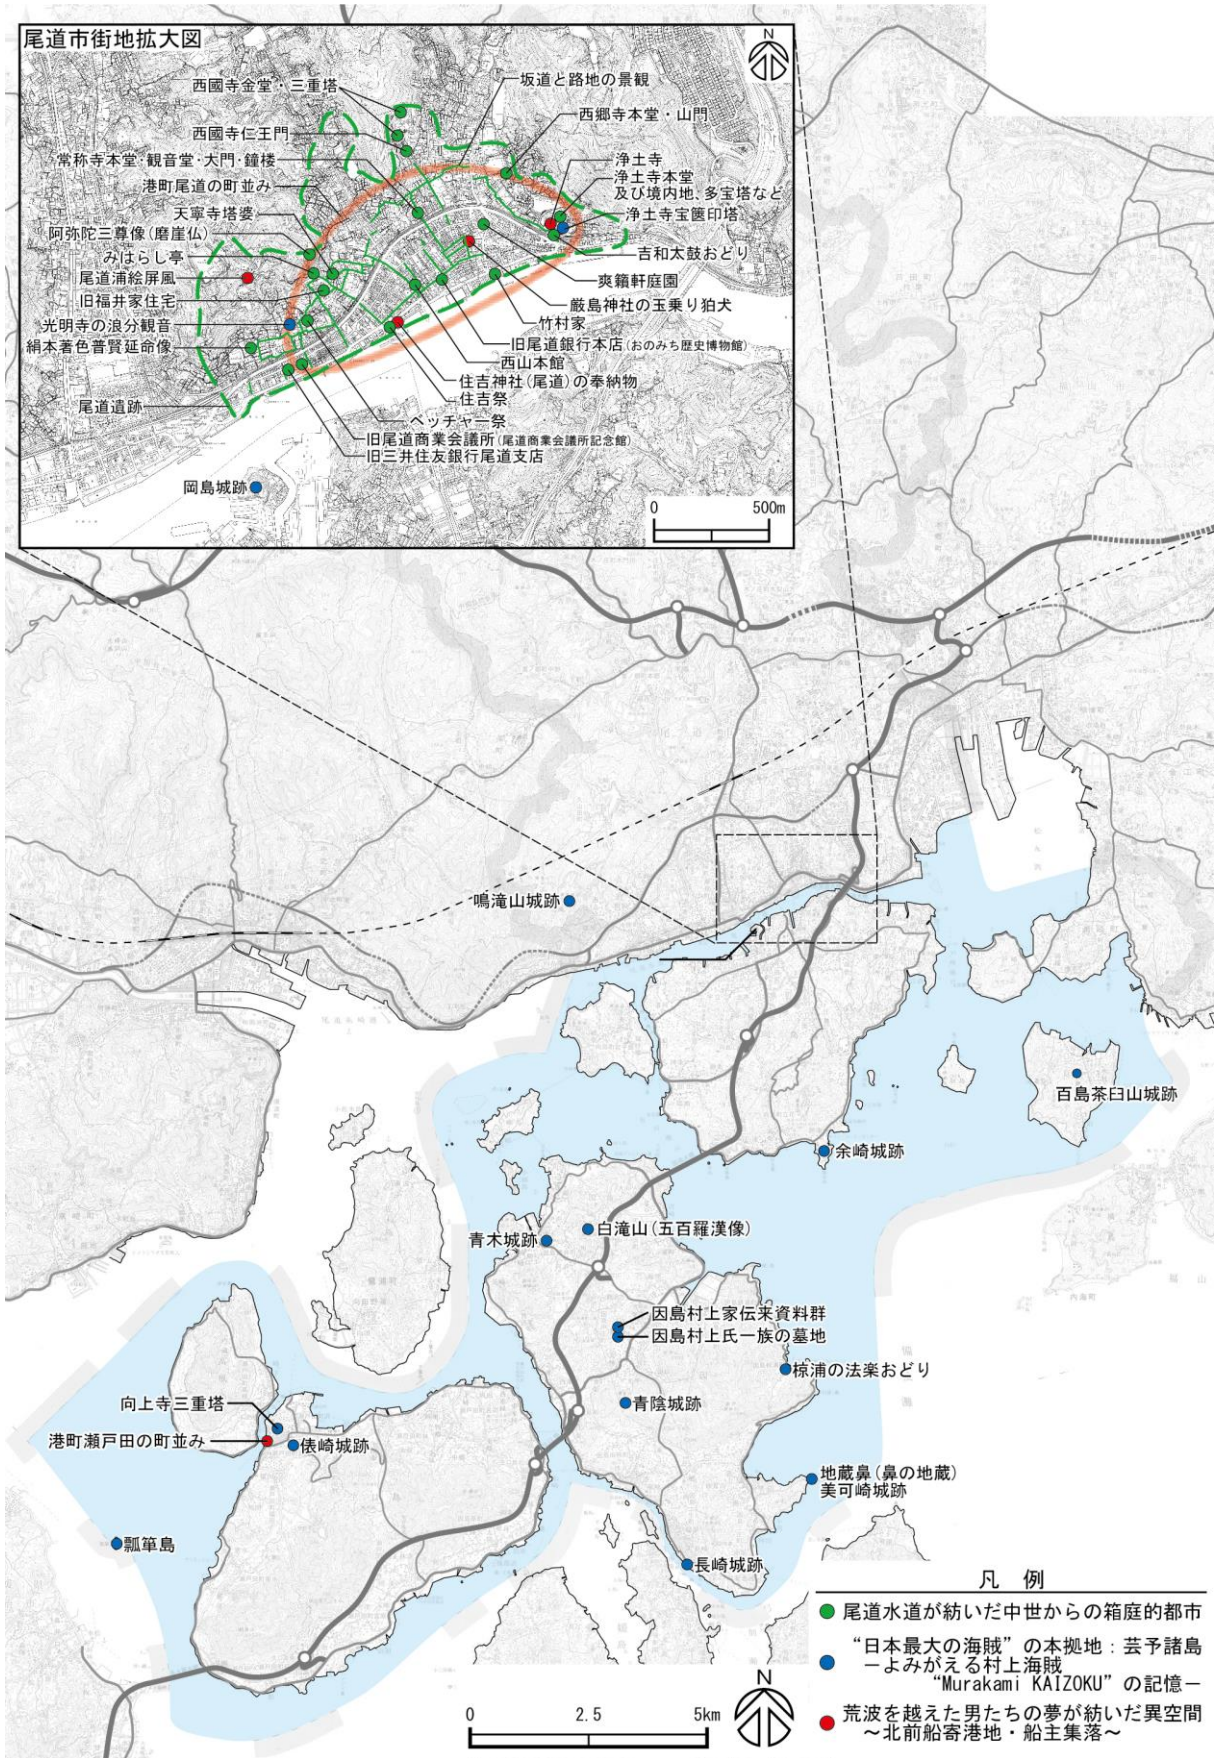 尾道市街地拡大図
N
西國寺金堂・三重塔
坂道と路地の景観
西國寺仁王門
西郷寺本堂・山門
常称寺本堂・観音堂・大門・鐘楼
浄土寺
浄土寺本堂
及び境内地、多宝塔など
港町尾道の町並み
天寧寺塔婆
浄土寺宝篋印塔
阿弥陀三尊像(磨崖仏)
みはらし亭
吉和太鼓おどり
尾道浦絵屏風
爽籟軒庭園
旧福井家住宅
厳島神社の玉乗り狛犬
光明寺の浪分観音
竹村家
絹本著色普賢延命像
旧尾道銀行本店(おのみち歴史博物館)
西山本館
住吉神社(尾道)の奉納物
尾道遺跡
住吉祭
ベッチャー祭
旧尾道商業会議所(尾道商業会議所記念館)
旧三井住友銀行尾道支店
岡島城跡
0 500m
鳴滝山城跡
百島茶臼山城跡
余崎城跡
白滝山(五百羅漢像)
青木城跡
因島村上家伝来資料群
因島村上氏一族の墓地
椋浦の法楽おどり
青陰城跡
向上寺三重塔
港町瀬戸田の町並み
俵崎城跡
地蔵鼻(鼻の地蔵)
美可崎城跡
瓢箪島
長崎城跡
凡 例
尾道水道が紡いだ中世からの箱庭的都市
“日本最大の海賊”の本拠地：芸予諸島
－よみがえる村上海賊
“Murakami KAIZOKU”の記憶－
荒波を越えた男たちの夢が紡いだ異空間
～北前船寄港地・船主集落～
N
0 2.5 5km